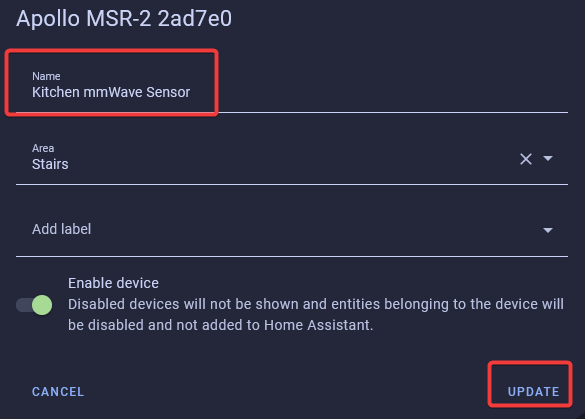 Apollo MSR-2 2ad7e0
Name
Kitchen mmWave Sensor
Area
Stairs
Add label
Enable device
Disabled devices will not be shown and entities belonging to the device will
be disabled and not added to Home Assistant.
CANCEL
UPDATE